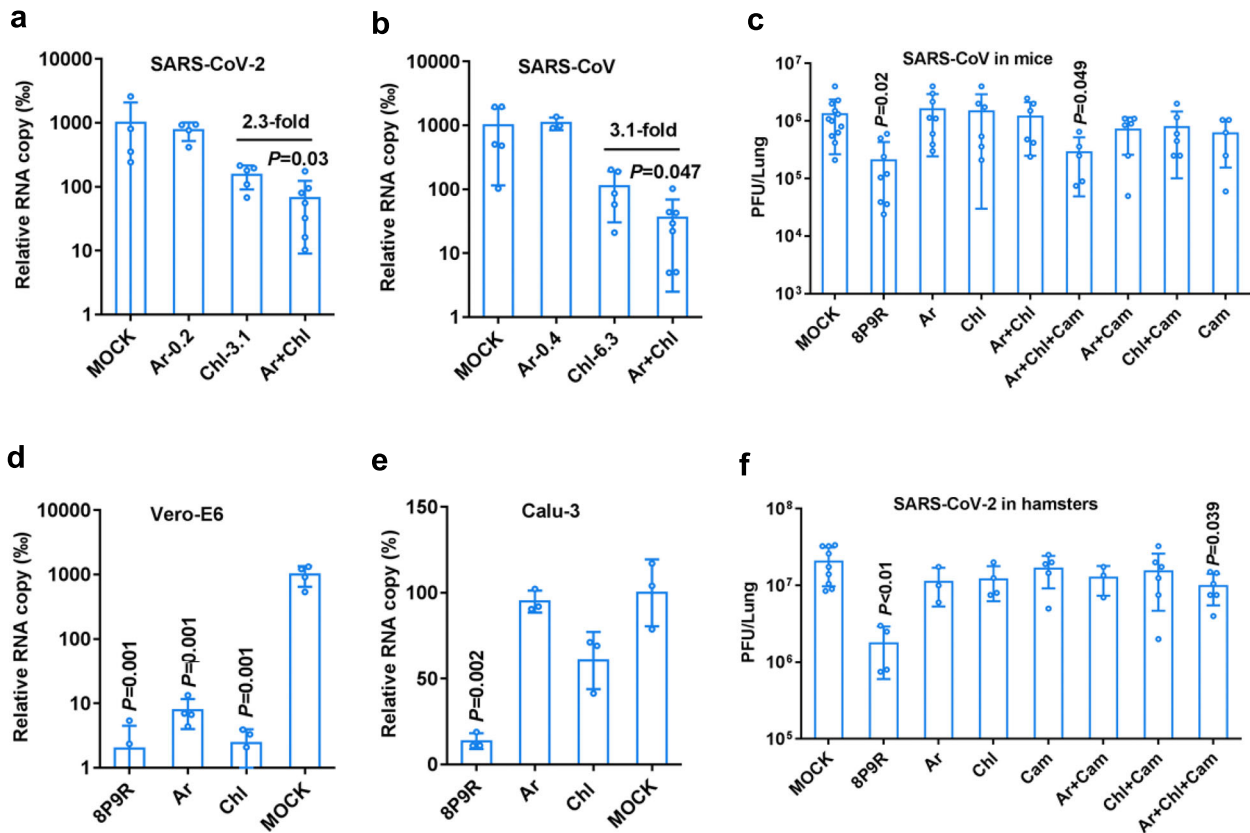 a
SARS-CoV-2
Relative RNA copy (‰)
10000
1000
100
10
1
2.3-fold
P=0.03
MOCK
Ar-0.2
Chl-3.1
Ar+Chl
b
SARS-CoV
Relative RNA copy (‰)
10000
1000
100
10
1
3.1-fold
P=0.047
MOCK
Ar-0.4
Chl-6.3
Ar+Chl
c
SARS-CoV in mice
PFU/Lung
10⁷
10⁶
10⁵
10⁴
10³
P=0.02
P=0.049
MOCK
8P9R
Ar
Chl
Ar+Chl
Ar+Chl+Cam
Ar+Cam
Chl+Cam
Cam
d
Vero-E6
Relative RNA copy (‰)
10000
1000
100
10
1
P=0.001
P=0.001
P=0.001
8P9R
Ar
Chl
MOCK
e
Calu-3
Relative RNA copy (%)
150
100
50
0
P=0.002
8P9R
Ar
Chl
MOCK
f
SARS-CoV-2 in hamsters
PFU/Lung
10⁸
10⁷
10⁶
10⁵
P<0.01
P=0.039
MOCK
8P9R
Ar
Chl
Cam
Ar+Cam
Chl+Cam
Ar+Chl+Cam